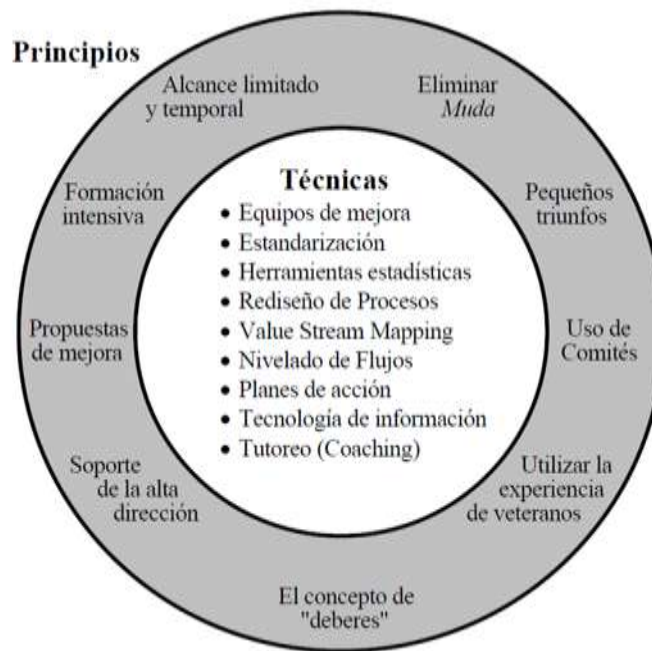 Principios
Alcance limitado
y temporal
Eliminar
Muda
Formación
intensiva
Pequeños
triunfos
Técnicas
• Equipos de mejora
• Estandarización
• Herramientas estadísticas
• Rediseño de Procesos
• Value Stream Mapping
• Nivelado de Flujos
• Planes de acción
• Tecnología de información
• Tutoreo (Coaching)
Propuestas
de mejora
Uso de
Comités
Soporte
de la alta
dirección
Utilizar la
experiencia
de veteranos
El concepto de
"deberes"